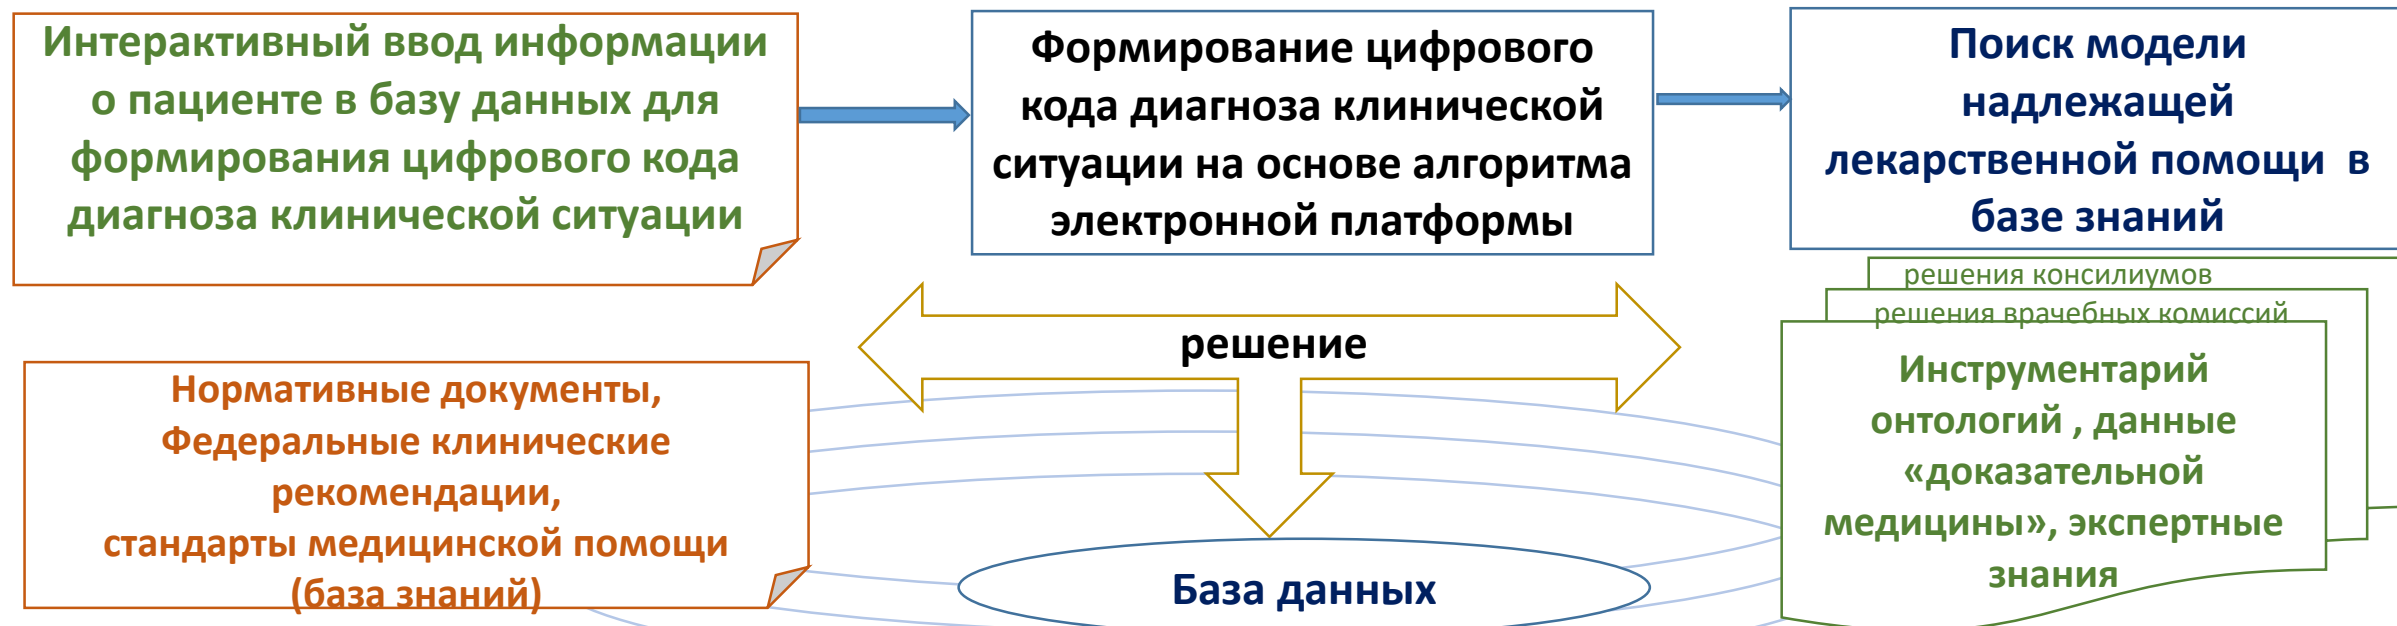 Интерактивный ввод информации
о пациенте в базу данных для
формирования цифрового кода
диагноза клинической ситуации
Формирование цифрового
кода диагноза клинической
ситуации на основе алгоритма
электронной платформы
Поиск модели
надлежащей
лекарственной помощи в
базе знаний
решения консилиумов
решения врачебных комиссий
решение
Нормативные документы,
Федеральные клинические
рекомендации,
стандарты медицинской помощи
(база знаний)
Инструментарий
онтологий , данные
«доказательной
медицины», экспертные
знания
База данных